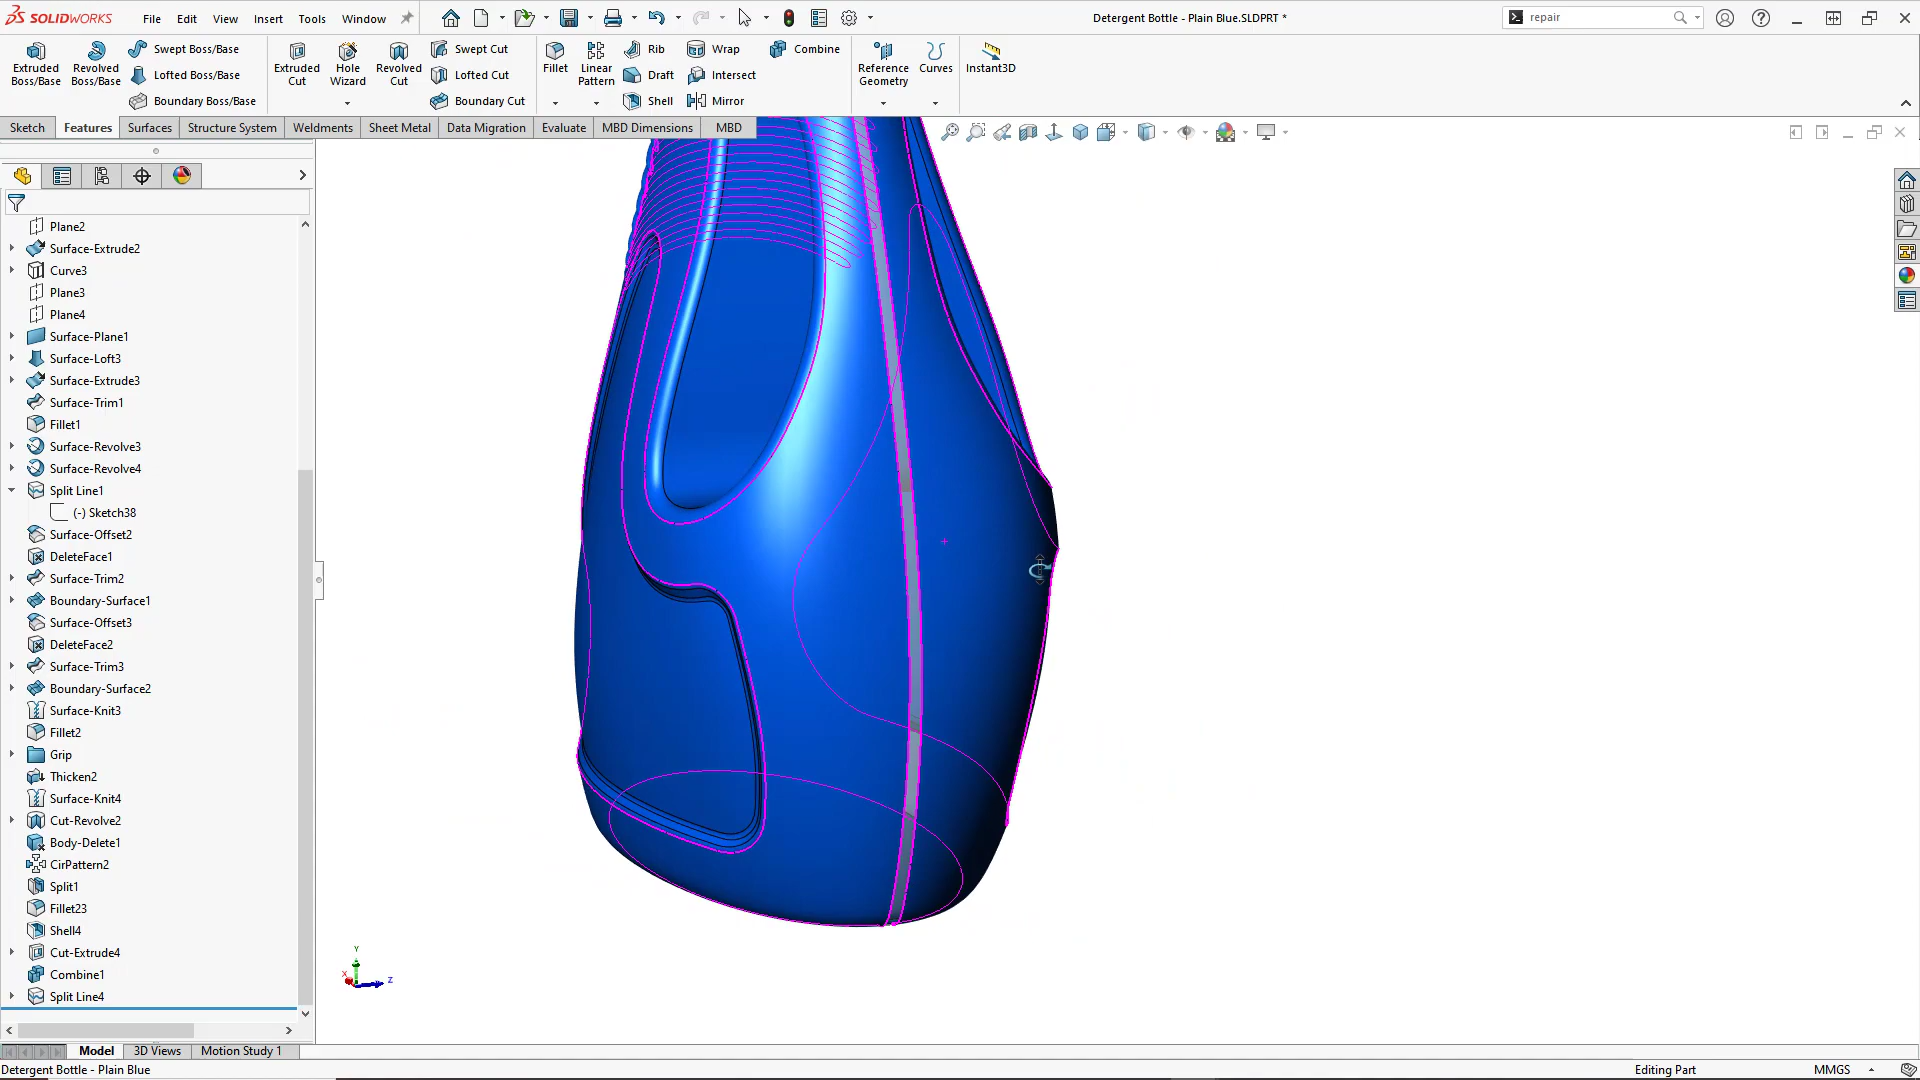 SOLIDWORKS File Edit View Insert Tools Window Detergent Bottle - Plain Blue.SLDPRT * repair
Extruded Boss/Base
Revolved Boss/Base
Swept Boss/Base
Lofted Boss/Base
Boundary Boss/Base
Extruded Cut
Hole Wizard
Revolved Cut
Swept Cut
Lofted Cut
Boundary Cut
Fillet
Linear Pattern
Rib
Draft
Shell
Wrap
Intersect
Mirror
Combine
Reference Geometry
Curves
Instant3D
Sketch Features Surfaces Structure System Weldments Sheet Metal Data Migration Evaluate MBD Dimensions MBD
Plane2
Surface-Extrude2
Curve3
Plane3
Plane4
Surface-Plane1
Surface-Loft3
Surface-Extrude3
Surface-Trim1
Fillet1
Surface-Revolve3
Surface-Revolve4
Split Line1
(-) Sketch38
Surface-Offset2
DeleteFace1
Surface-Trim2
Boundary-Surface1
Surface-Offset3
DeleteFace2
Surface-Trim3
Boundary-Surface2
Surface-Knit3
Fillet2
Grip
Thicken2
Surface-Knit4
Cut-Revolve2
Body-Delete1
CirPattern2
Split1
Fillet23
Shell4
Cut-Extrude4
Combine1
Split Line4
Y
X
Z
Model 3D Views Motion Study 1
Detergent Bottle - Plain Blue Editing Part MMGS